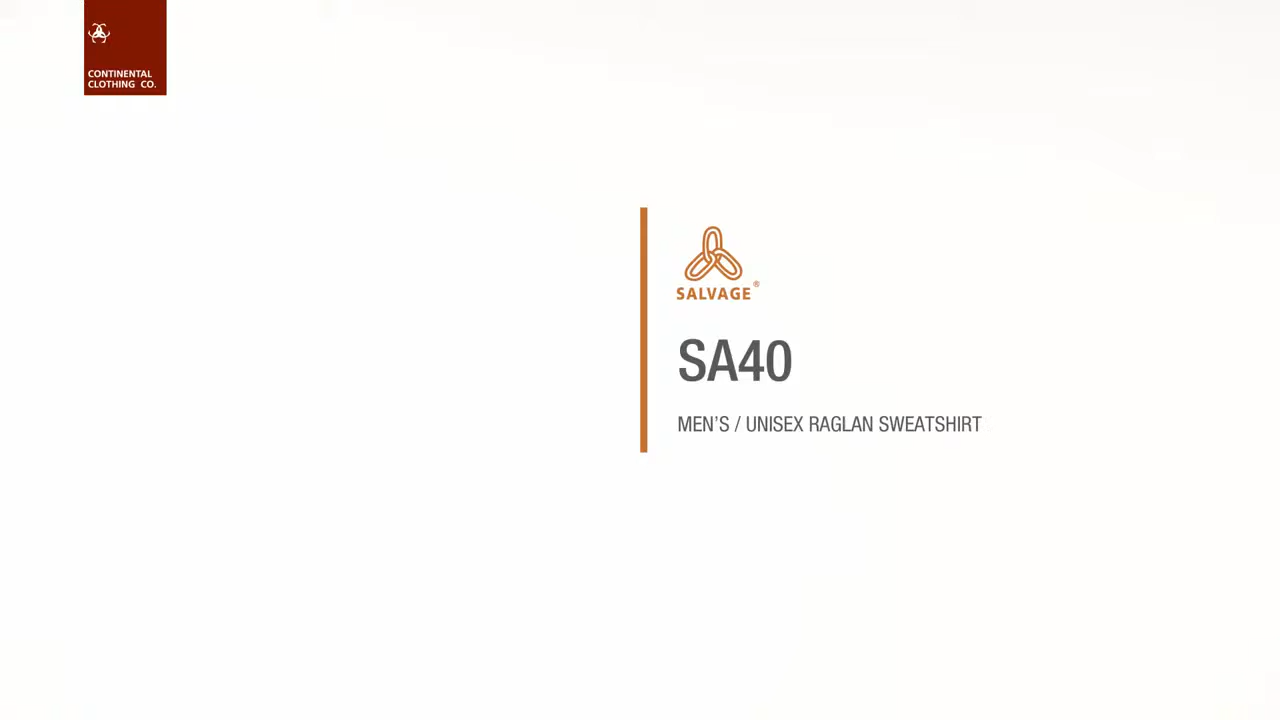 CONTINENTAL
CLOTHING CO.
SALVAGE®
SA40
MEN'S / UNISEX RAGLAN SWEATSHIRT